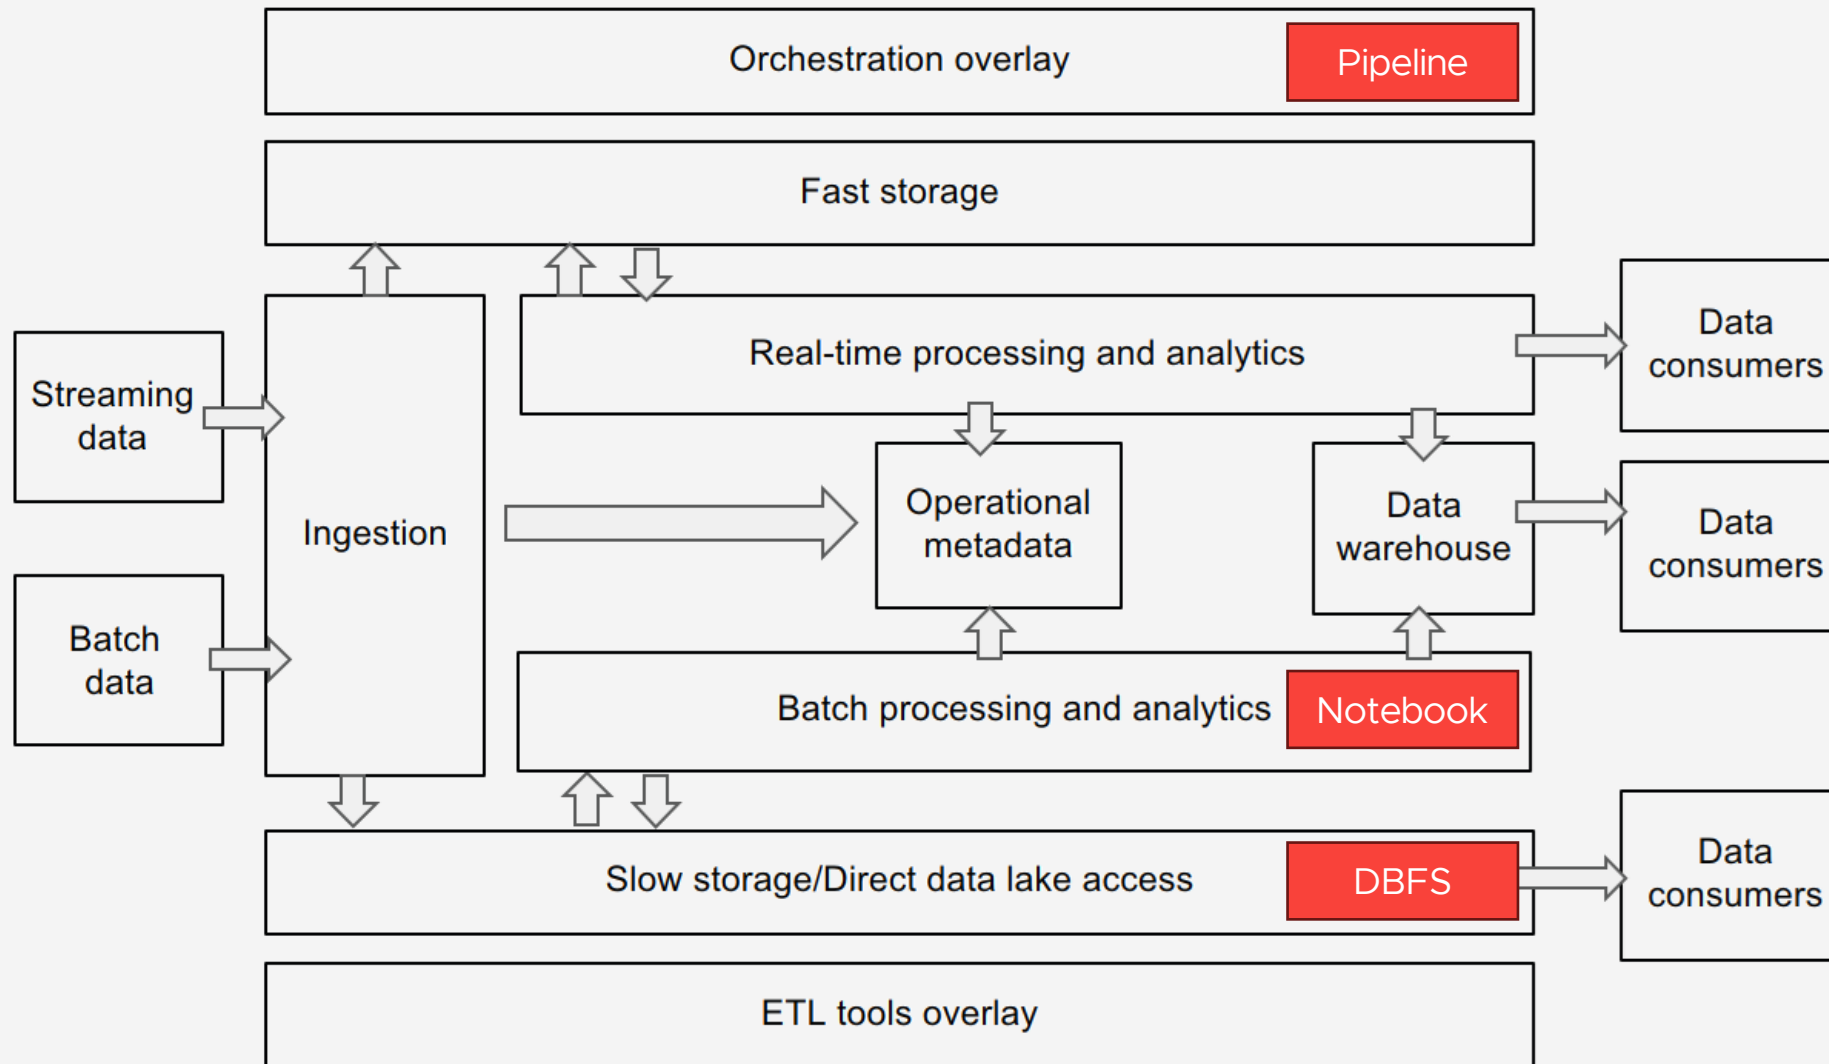 Orchestration overlay
Pipeline
Fast storage
Streaming
data
Batch
data
Ingestion
Real-time processing and analytics
Data
consumers
Operational
metadata
Data
warehouse
Data
consumers
Batch processing and analytics
Notebook
Slow storage/Direct data lake access
DBFS
Data
consumers
ETL tools overlay